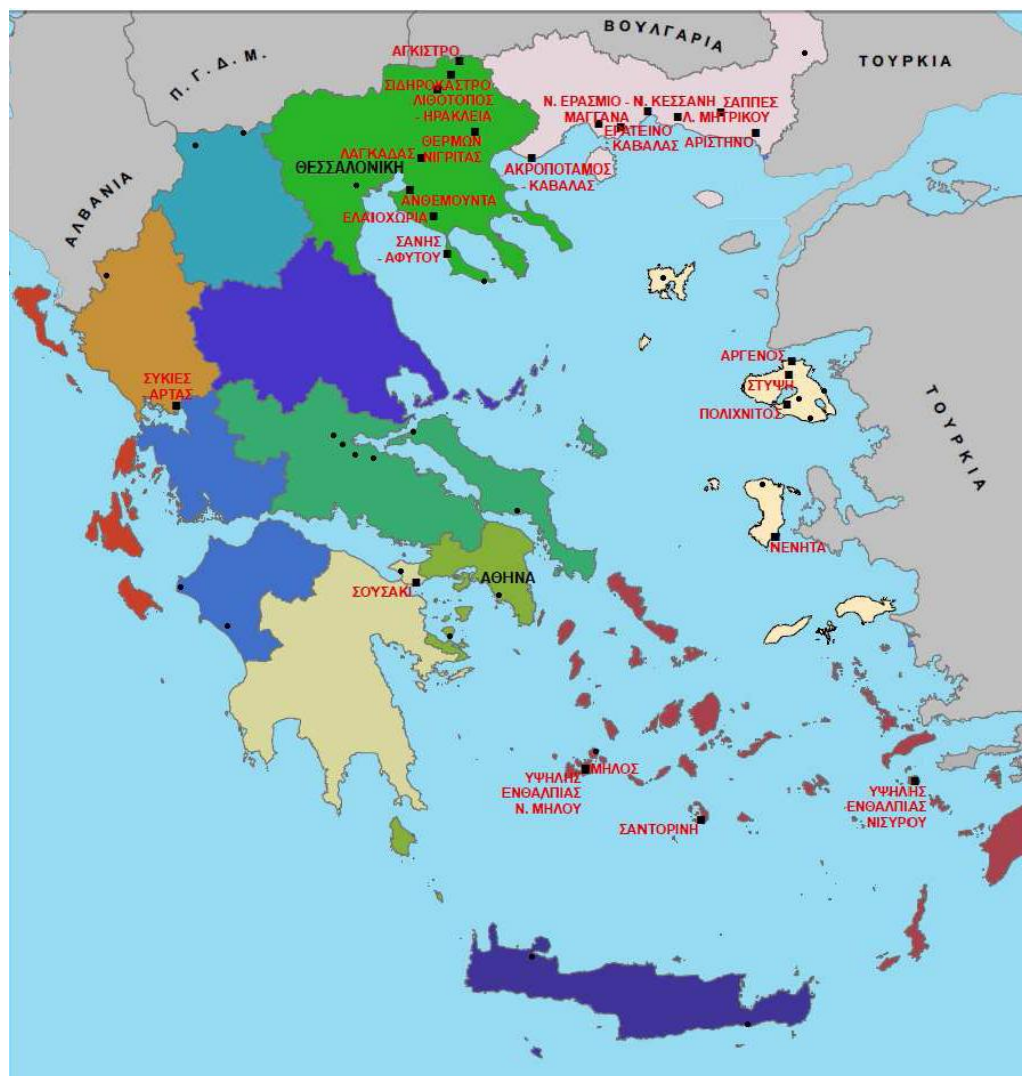 ΒΟΥΛΓΑΡΙΑ
Π. Γ. Δ. Μ.
ΤΟΥΡΚΙΑ
ΑΓΚΙΣΤΡΟ
ΣΙΔΗΡΟΚΑΣΤΡΟ
ΛΙΘΟΤΟΠΟΣ
- ΗΡΑΚΛΕΙΑ
Ν. ΕΡΑΣΜΙΟ -
ΜΑΓΓΑΝΑ
Ν. ΚΕΣΣΑΝΗ
ΣΑΠΠΕΣ
Λ. ΜΗΤΡΙΚΟΥ
ΕΡΑΤΕΙΝΟ
ΚΑΒΑΛΑΣ
ΑΡΙΣΤΗΝΟ
ΘΕΡΜΩΝ
ΝΙΓΡΙΤΑΣ
ΛΑΓΚΑΔΑΣ
ΘΕΣΣΑΛΟΝΙΚΗ
ΑΚΡΟΠΟΤΑΜΟΣ
- ΚΑΒΑΛΑΣ
ΑΛΒΑΝΙΑ
ΑΝΘΕΜΟΥΝΤΑ
ΕΛΑΙΟΧΩΡΙΑ
ΣΑΝΗΣ
- ΑΦΥΤΟΥ
ΑΡΓΕΝΟΣ
ΣΤΥΨΗ
ΠΟΛΙΧΝΙΤΟΣ
ΤΟΥΡΚΙΑ
ΣΥΚΙΕΣ
ΑΡΤΑΣ
ΝΕΝΗΤΑ
ΑΘΗΝΑ
ΣΟΥΣΑΚΙ
ΜΗΛΟΣ
ΥΨΗΛΗΣ
ΕΝΘΑΛΠΙΑΣ
Ν. ΜΗΛΟΥ
ΥΨΗΛΗΣ
ΕΝΘΑΛΠΙΑΣ
ΝΙΣΥΡΟΥ
ΣΑΝΤΟΡΙΝΗ